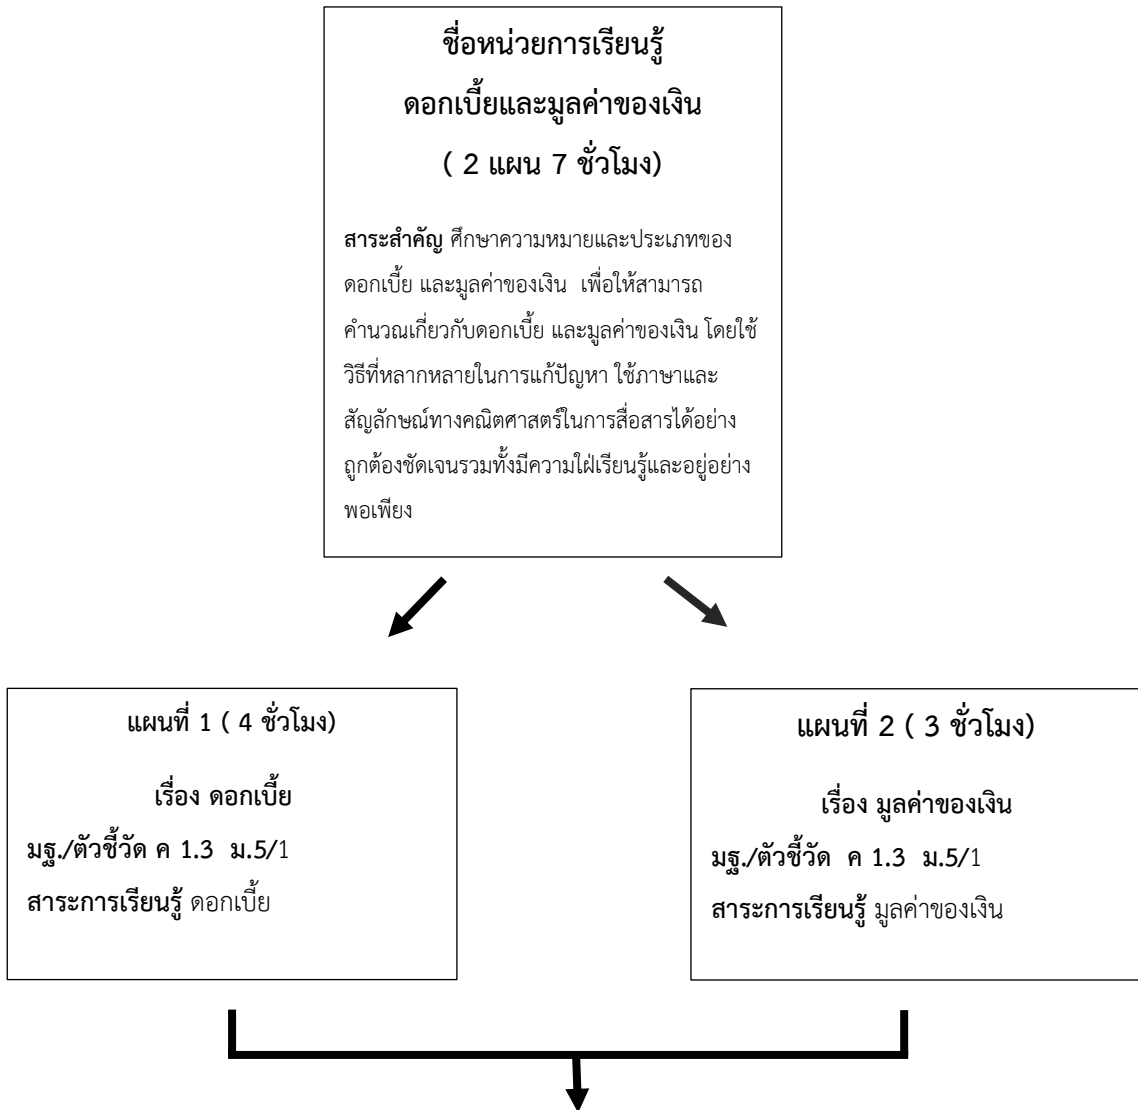 ชื่อหน่วยการเรียนรู้
ดอกเบี้ยและมูลค่าของเงิน
( 2 แผน 7 ชั่วโมง)
สาระสำคัญ ศึกษาความหมายและประเภทของ
ดอกเบี้ย และมูลค่าของเงิน เพื่อให้สามารถ
คำนวณเกี่ยวกับดอกเบี้ย และมูลค่าของเงิน โดยใช้
วิธีที่หลากหลายในการแก้ปัญหา ใช้ภาษาและ
สัญลักษณ์ทางคณิตศาสตร์ในการสื่อสารได้อย่าง
ถูกต้องชัดเจนรวมทั้งมีความใฝ่เรียนรู้และอยู่อย่าง
พอเพียง
แผนที่ 1 ( 4 ชั่วโมง)
เรื่อง ดอกเบี้ย
มฐ./ตัวชี้วัด ค 1.3 ม.5/1
สาระการเรียนรู้ ดอกเบี้ย
แผนที่ 2 ( 3 ชั่วโมง)
เรื่อง มูลค่าของเงิน
มฐ./ตัวชี้วัด ค 1.3 ม.5/1
สาระการเรียนรู้ มูลค่าของเงิน